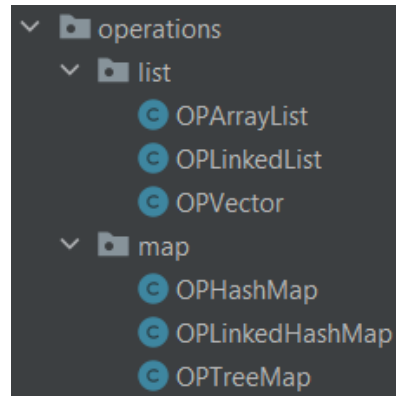 operations
list
C OPArrayList
C OPLinkedList
C OPVector
map
C OPHashMap
C OPLinkedHashMap
C OPTreeMap